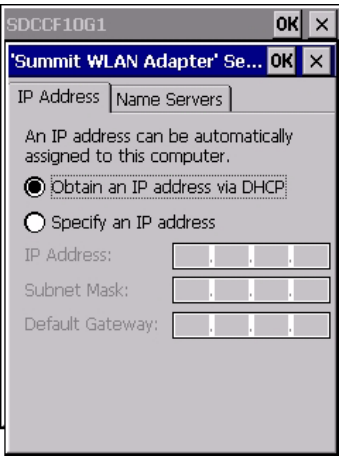 SDCCF10G1 OK ×
'Summit WLAN Adapter' Se... OK ×
IP Address Name Servers
An IP address can be automatically
assigned to this computer.
Obtain an IP address via DHCP
Specify an IP address
IP Address: . . .
Subnet Mask: . . .
Default Gateway: . . .